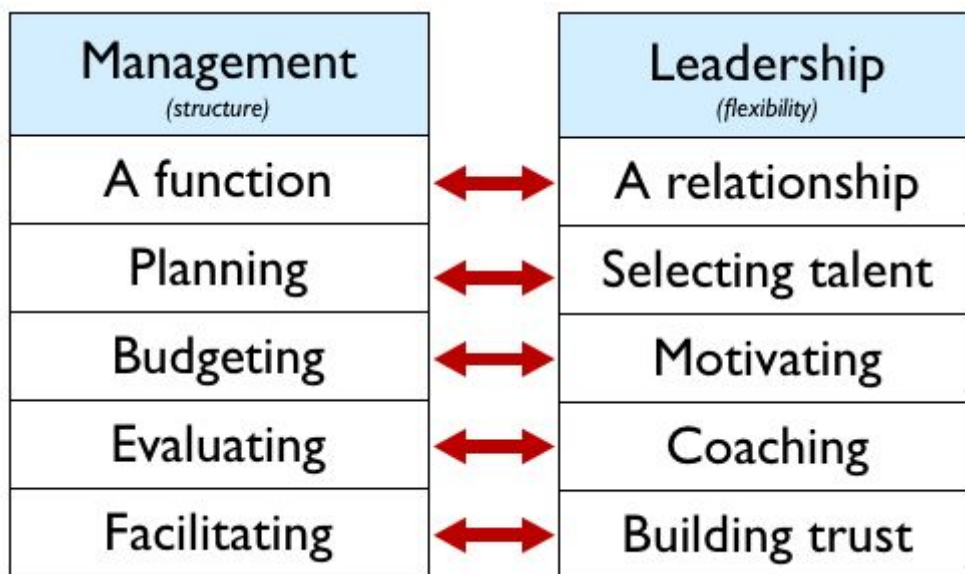 Management
(structure)
A function
Planning
Budgeting
Evaluating
Facilitating
Leadership
(flexibility)
A relationship
Selecting talent
Motivating
Coaching
Building trust